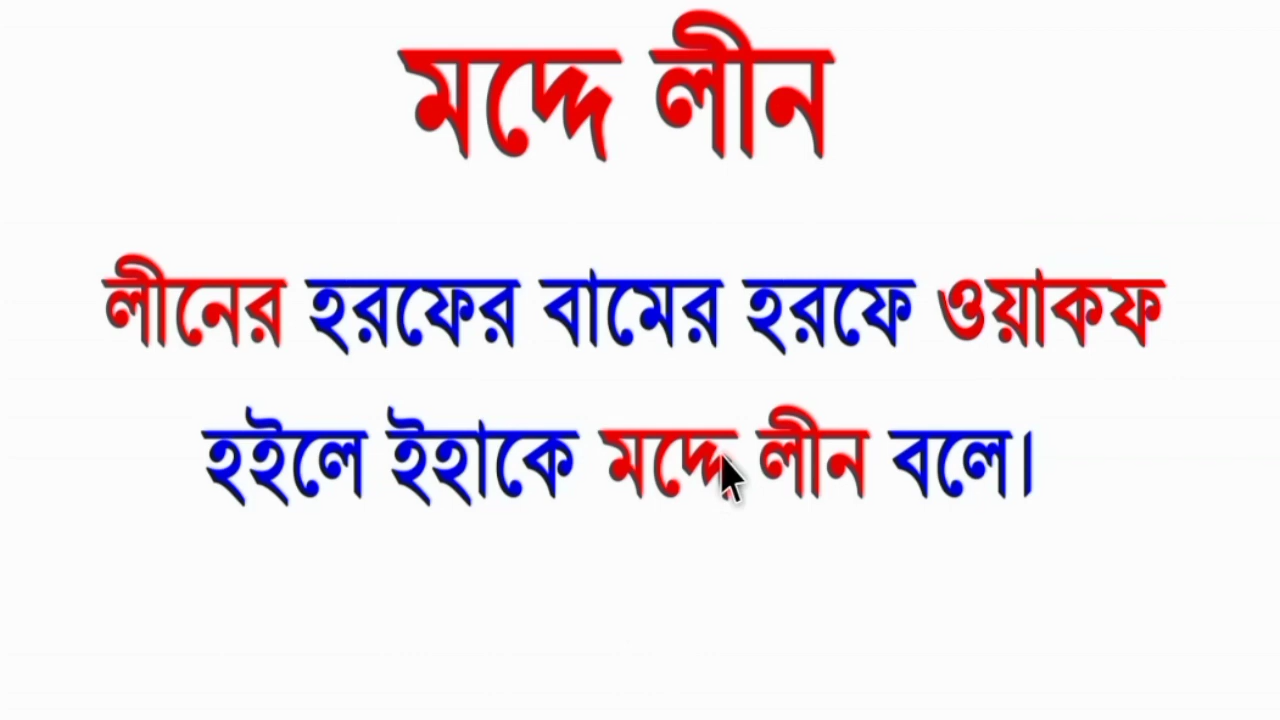 মদ্দে লীন
লীনের হরফের বামের হরফে ওয়াকফ
হইলে ইহাকে মদ্দে লীন বলে।